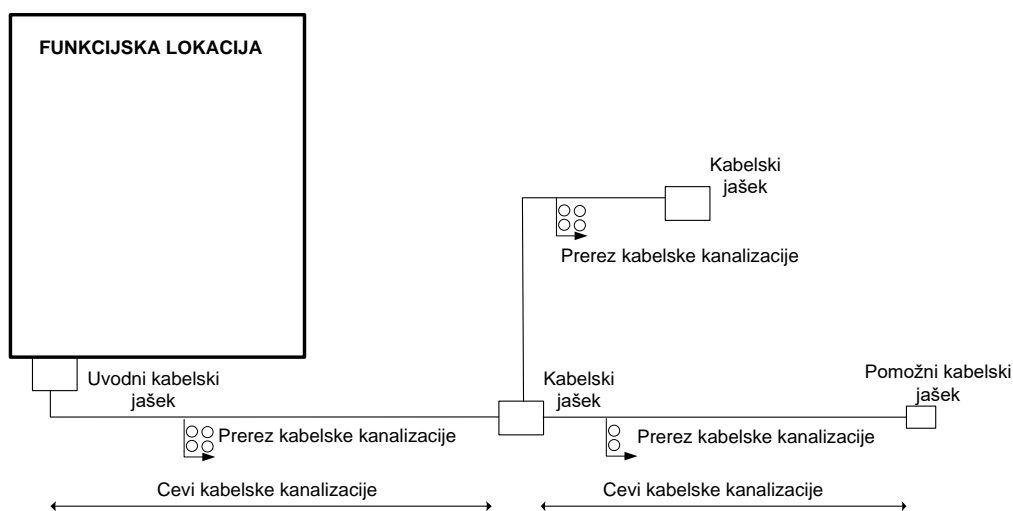 FUNKCIJSKA LOKACIJA
Kabelski
jašek
Prerez kabelske kanalizacije
Uvodni kabelski
jašek
Kabelski
jašek
Pomožni kabelski
jašek
Prerez kabelske kanalizacije
Prerez kabelske kanalizacije
Cevi kabelske kanalizacije
Cevi kabelske kanalizacije